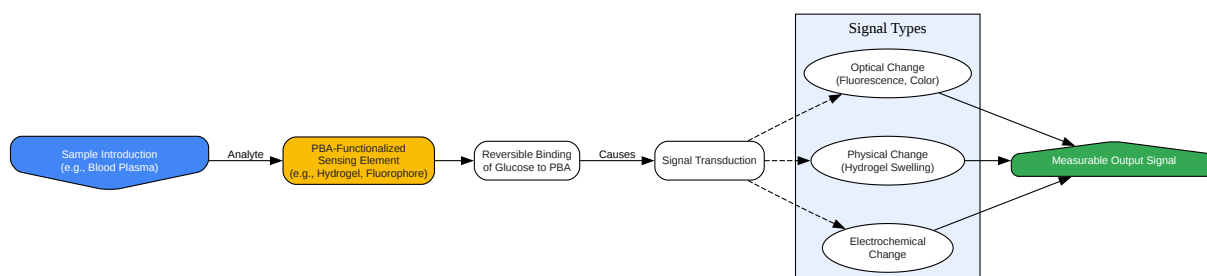 Sample Introduction
(e.g., Blood Plasma)
Analyte
PBA-Functionalized
Sensing Element
(e.g., Hydrogel, Fluorophore)
Reversible Binding
of Glucose to PBA
Causes
Signal Transduction
Signal Types
Optical Change
(Fluorescence, Color)
Physical Change
(Hydrogel Swelling)
Electrochemical
Change
Measurable Output Signal